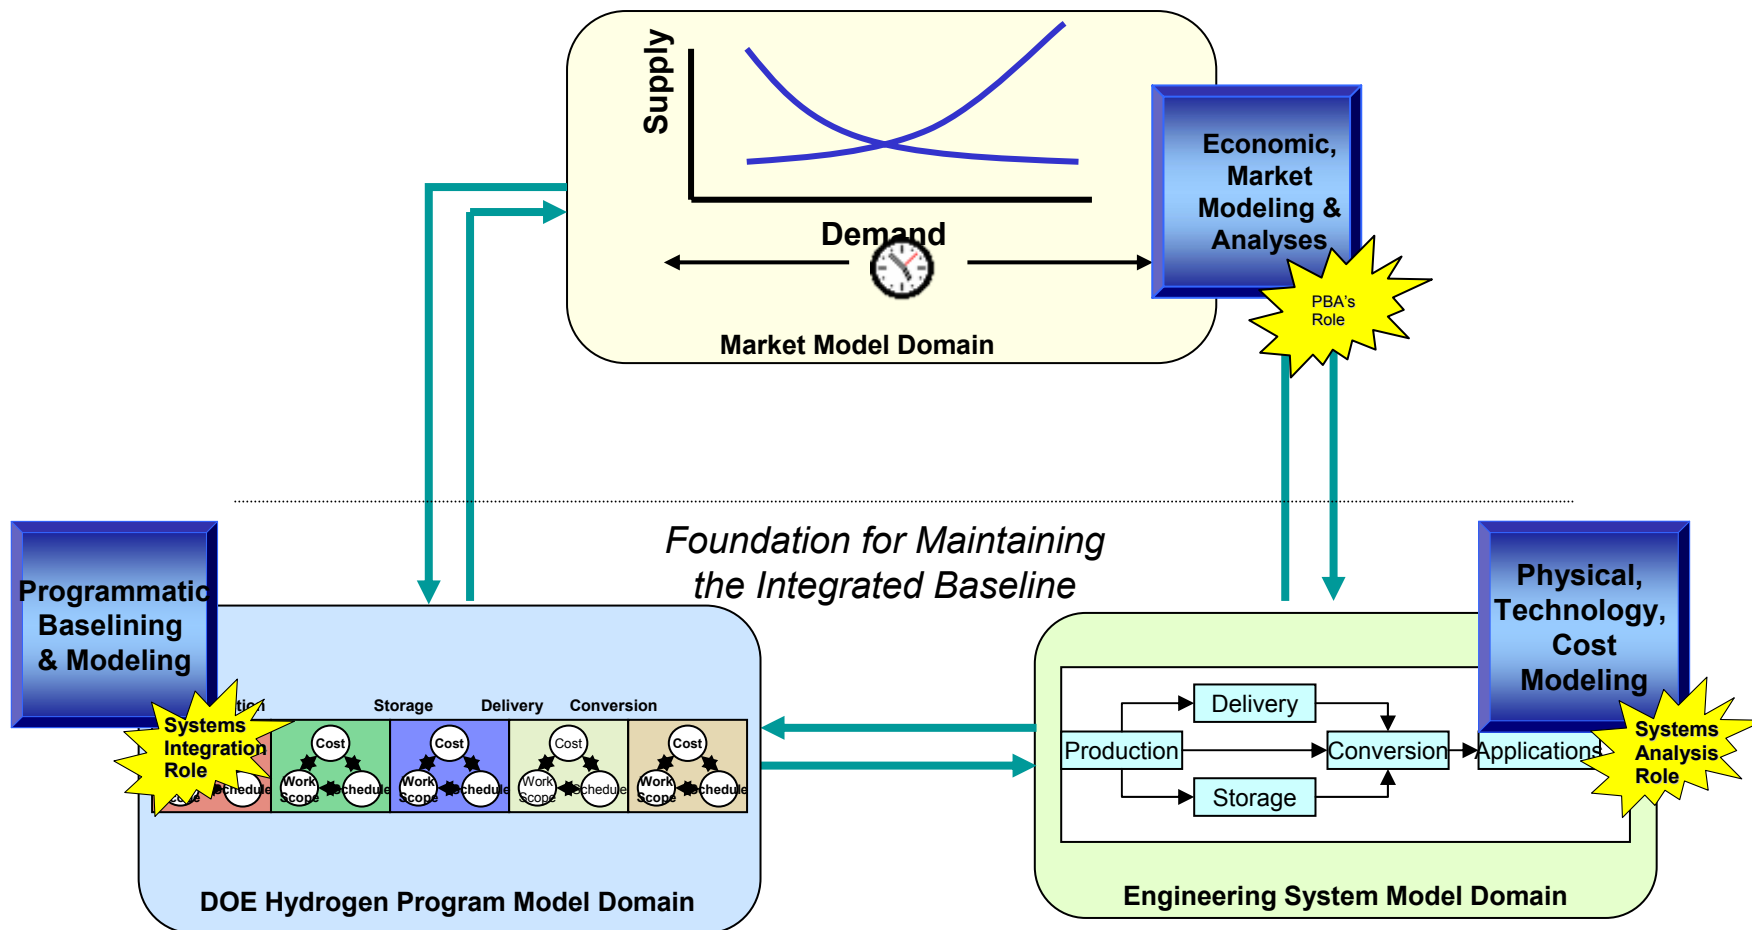 Supply
Demand
Market Model Domain
Economic,
Market
Modeling &
Analyses
PBA's
Role
Foundation for Maintaining
the Integrated Baseline
Programmatic
Baselining
& Modeling
Systems
Integration
Role
Storage
Delivery
Conversion
Schedule
Cost
Work
Scope
Schedule
Cost
Work
Scope
Schedule
Cost
Work
Scope
Schedule
Cost
Work
Scope
Schedule
DOE Hydrogen Program Model Domain
Physical,
Technology,
Cost
Modeling
Systems
Analysis
Role
Delivery
Production
Conversion
Applications
Storage
Engineering System Model Domain